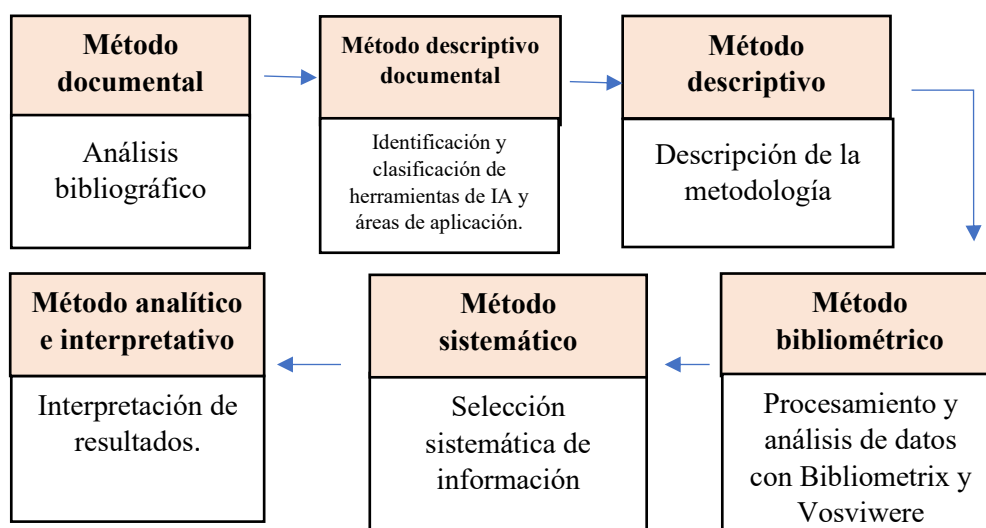 Método
documental
Análisis
bibliográfico
Método descriptivo
documental
Identificación y
clasificación de
herramientas de IA y
áreas de aplicación.
Método
descriptivo
Descripción de la
metodología
Método
bibliométrico
Procesamiento y
análisis de datos
con Bibliometrix y
Vosviwere
Método
sistemático
Selección
sistemática de
información
Método analítico
e interpretativo
Interpretación de
resultados.